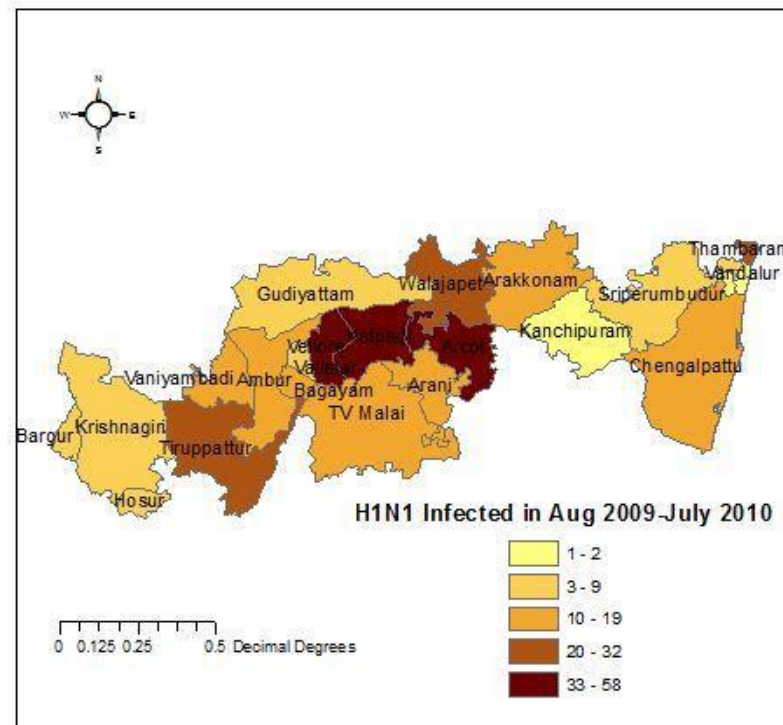 N
W E
S
Thambaram
Vandalur
Walajapet
Arakkonam
Sriperumbudur
Gudiyattam
Kanchipuram
Vellore
Arcot
Chengalpattu
Vaniyambadi
Ambur
Bagayam
Arani
TV Malai
Krishnagiri
Bargur
Tiruppattur
Hosur
H1N1 Infected in Aug 2009-July 2010
1 - 2
3 - 9
10 - 19
20 - 32
33 - 58
0 0.125 0.25 0.5 Decimal Degrees